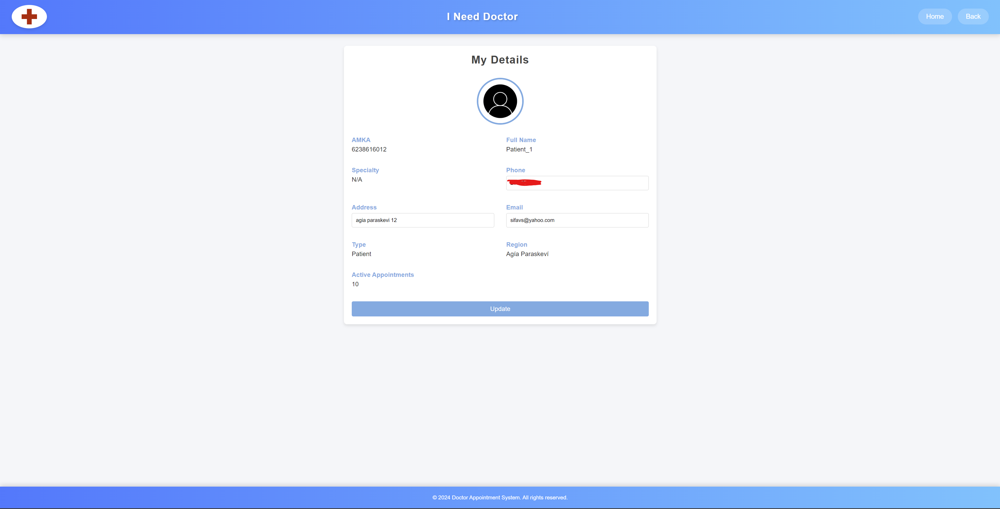 I Need Doctor
Home
Back
My Details
AMKA
6238616012
Full Name
Patient_1
Specialty
N/A
Phone
Address
agia paraskevi 12
Email
sifavs@yahoo.com
Type
Patient
Region
Agía Paraskeví
Active Appointments
10
Update
© 2024 Doctor Appointment System. All rights reserved.